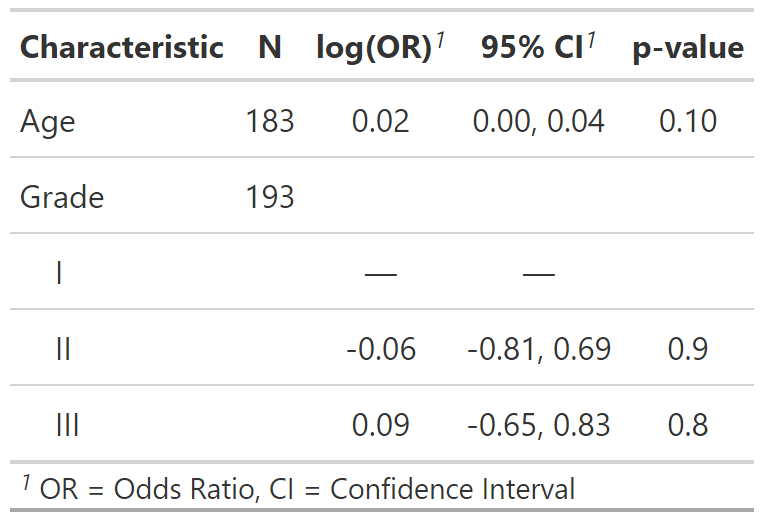 Characteristic N log(OR)¹ 95% CI¹ p-value
Age 183 0.02 0.00, 0.04 0.10
Grade 193
I — —
II -0.06 -0.81, 0.69 0.9
III 0.09 -0.65, 0.83 0.8
¹ OR = Odds Ratio, CI = Confidence Interval